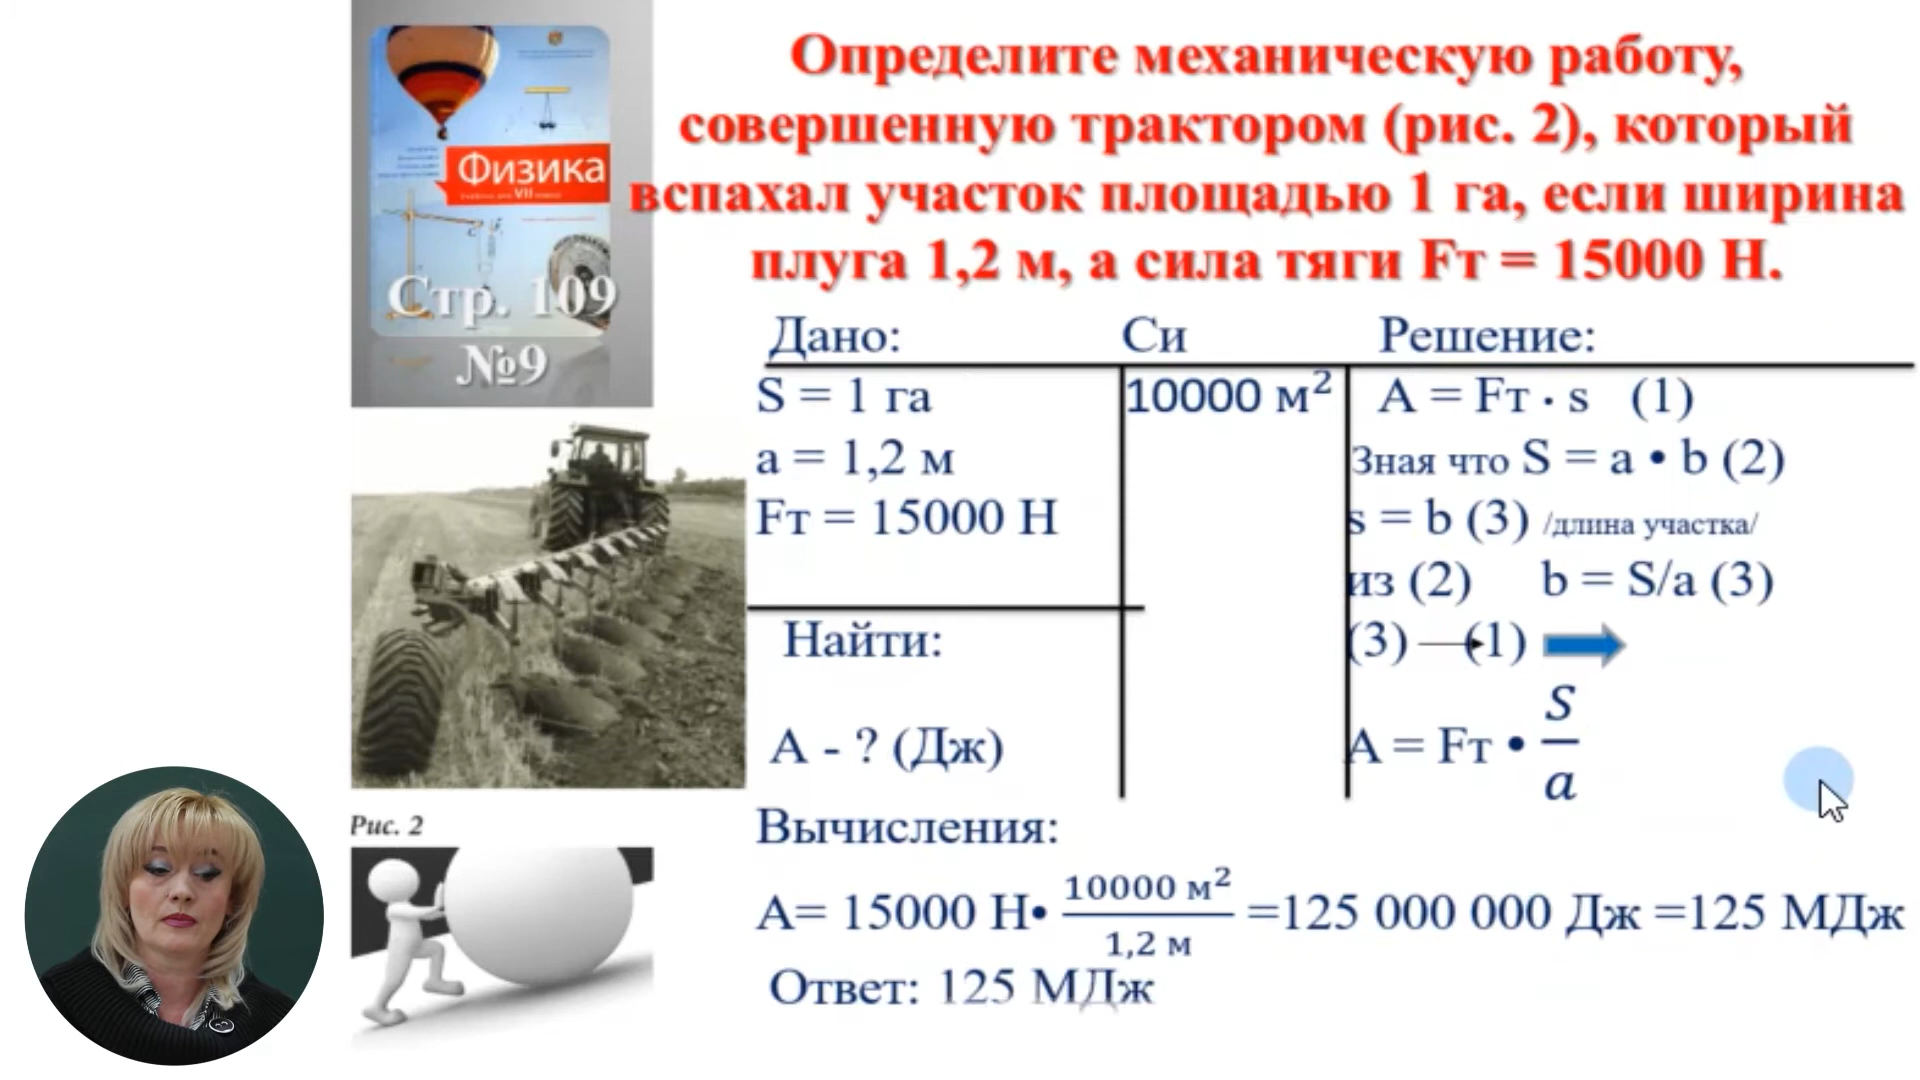 Физика
Стр. 109
№9
Определите механическую работу,
совершенную трактором (рис. 2), который
вспахал участок площадью 1 га, если ширина
плуга 1,2 м, а сила тяги Fт = 15000 Н.
Дано:
Си
Решение:
S = 1 га
10000 м²
A = Fт · s (1)
a = 1,2 м
Зная что S = a • b (2)
Fт = 15000 Н
s = b (3) /длина участка/
из (2) b = S/a (3)
Найти:
(3) → (1)
A - ? (Дж)
A = Fт • S/a
Рис. 2
Вычисления:
A= 15000 Н• 10000 м²/1,2 м =125 000 000 Дж =125 МДж
Ответ: 125 МДж